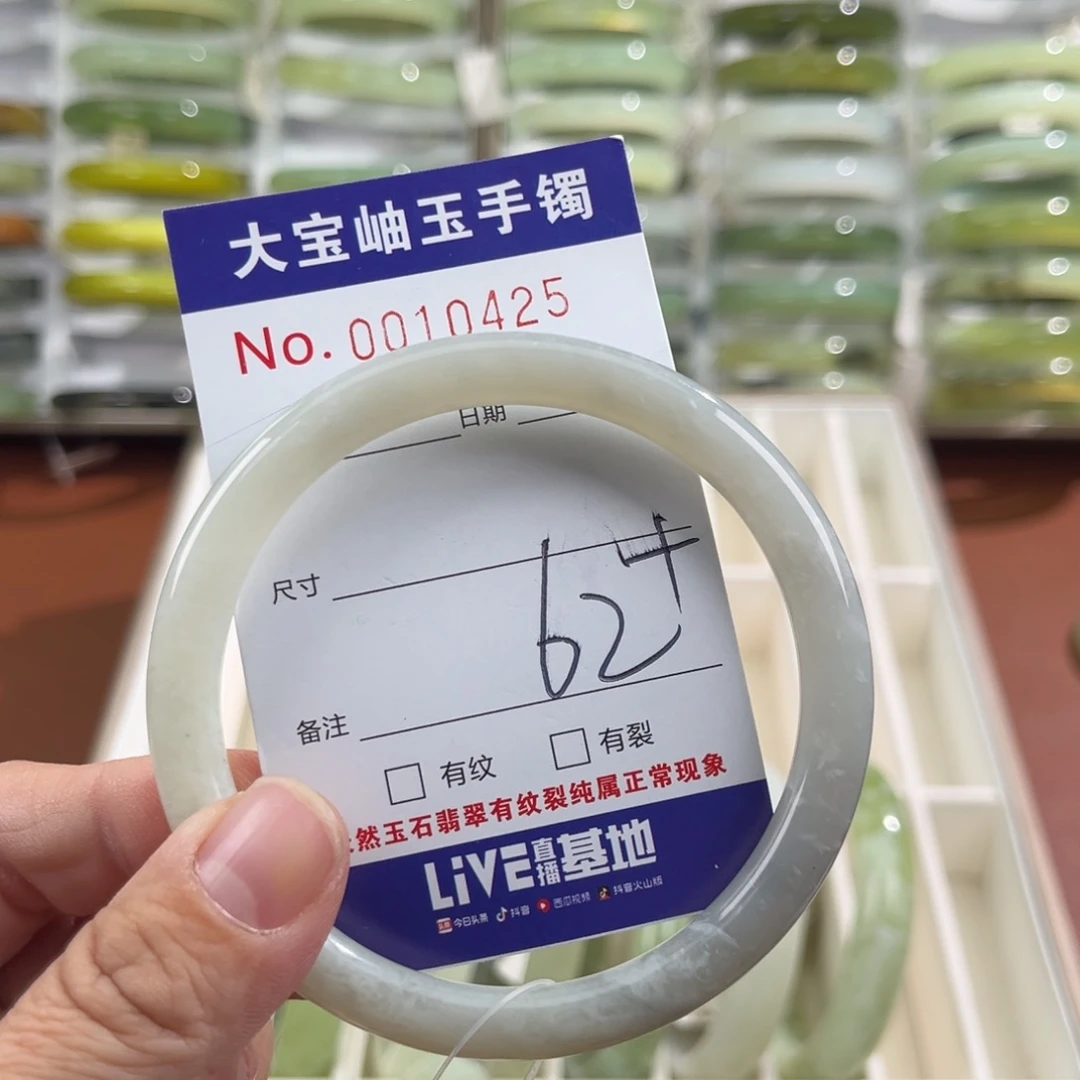 大宝岫玉手镯
No. 0010425
日期
尺寸
62+
备注
有纹
有裂
然玉石翡翠有纹裂纯属正常现象
LiVE直播基地
今日头条 抖音 西瓜视频 抖音火山版